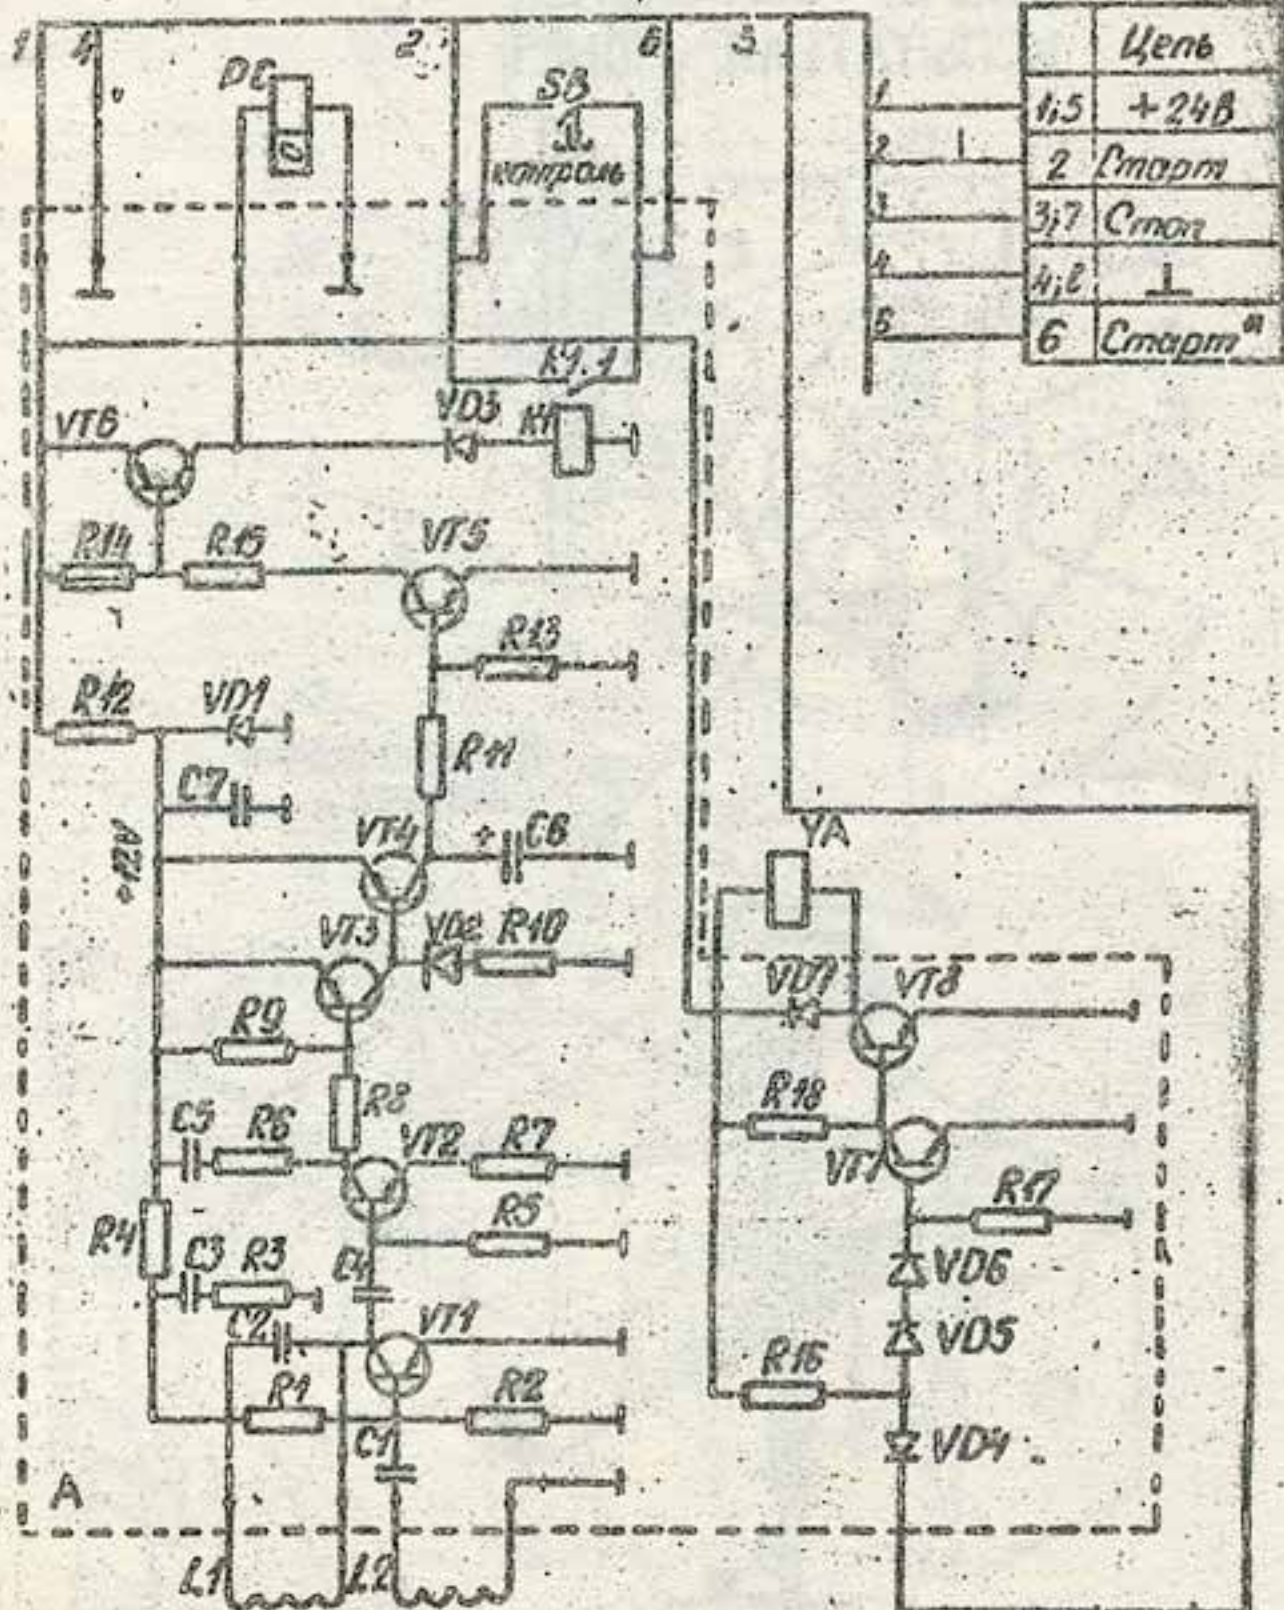 1
4
2
6
3
Цепь
1;5 +24В
2 Старт
3;7 Стоп
4;8 ⊥
6 Старт"
1
2
3
4
5
PC
SB
контроль
K1.1
VT6
VD3
K1
R14
R15
VT5
R13
R12
VD1
R11
C7
+12В
VT4
+
C6
YA
VT3
VD2
R10
VD7
VT8
R9
R8
R18
C5
R6
VT2
R7
VT7
R17
R4
R5
C3
R3
C4
VD6
C2
VT1
VD5
R1
R2
R16
C1
VD4
A
L1
L2